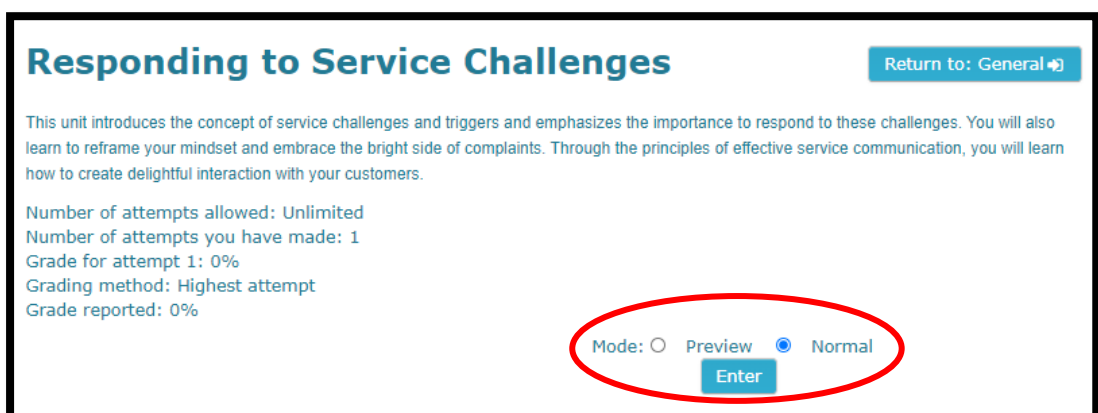 Responding to Service Challenges
Return to: General
This unit introduces the concept of service challenges and triggers and emphasizes the importance to respond to these challenges. You will also
learn to reframe your mindset and embrace the bright side of complaints. Through the principles of effective service communication, you will learn
how to create delightful interaction with your customers.
Number of attempts allowed: Unlimited
Number of attempts you have made: 1
Grade for attempt 1: 0%
Grading method: Highest attempt
Grade reported: 0%
Mode: Preview Normal
Enter